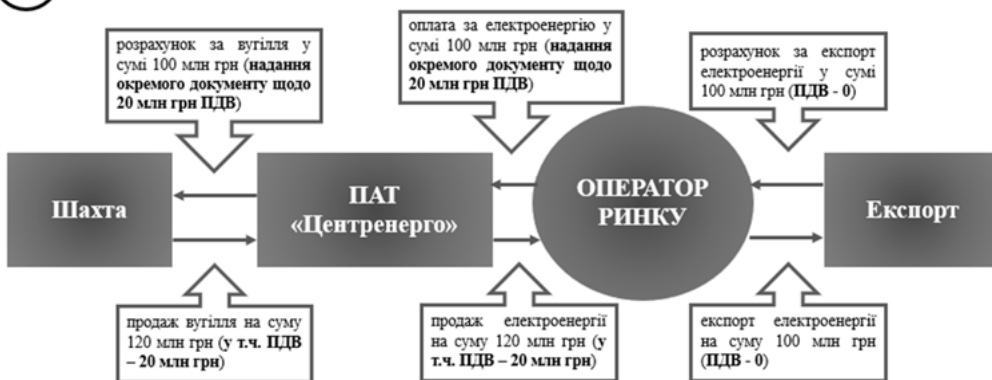 розрахунок за вугілля у
сумі 100 млн грн (надання
окремого документу щодо
20 млн грн ПДВ)
оплата за електроенергію у
сумі 100 млн грн (надання
окремого документу щодо
20 млн грн ПДВ)
розрахунок за експорт
електроенергії у сумі
100 млн грн (ПДВ - 0)
Шахта
ПАТ
«Центренерго»
ОПЕРАТОР
РИНКУ
Експорт
продаж вугілля на суму
120 млн грн (у т.ч. ПДВ
– 20 млн грн)
продаж електроенергії
на суму 120 млн грн (у
т.ч. ПДВ – 20 млн грн)
експорт електроенергії
на суму 100 млн грн
(ПДВ - 0)